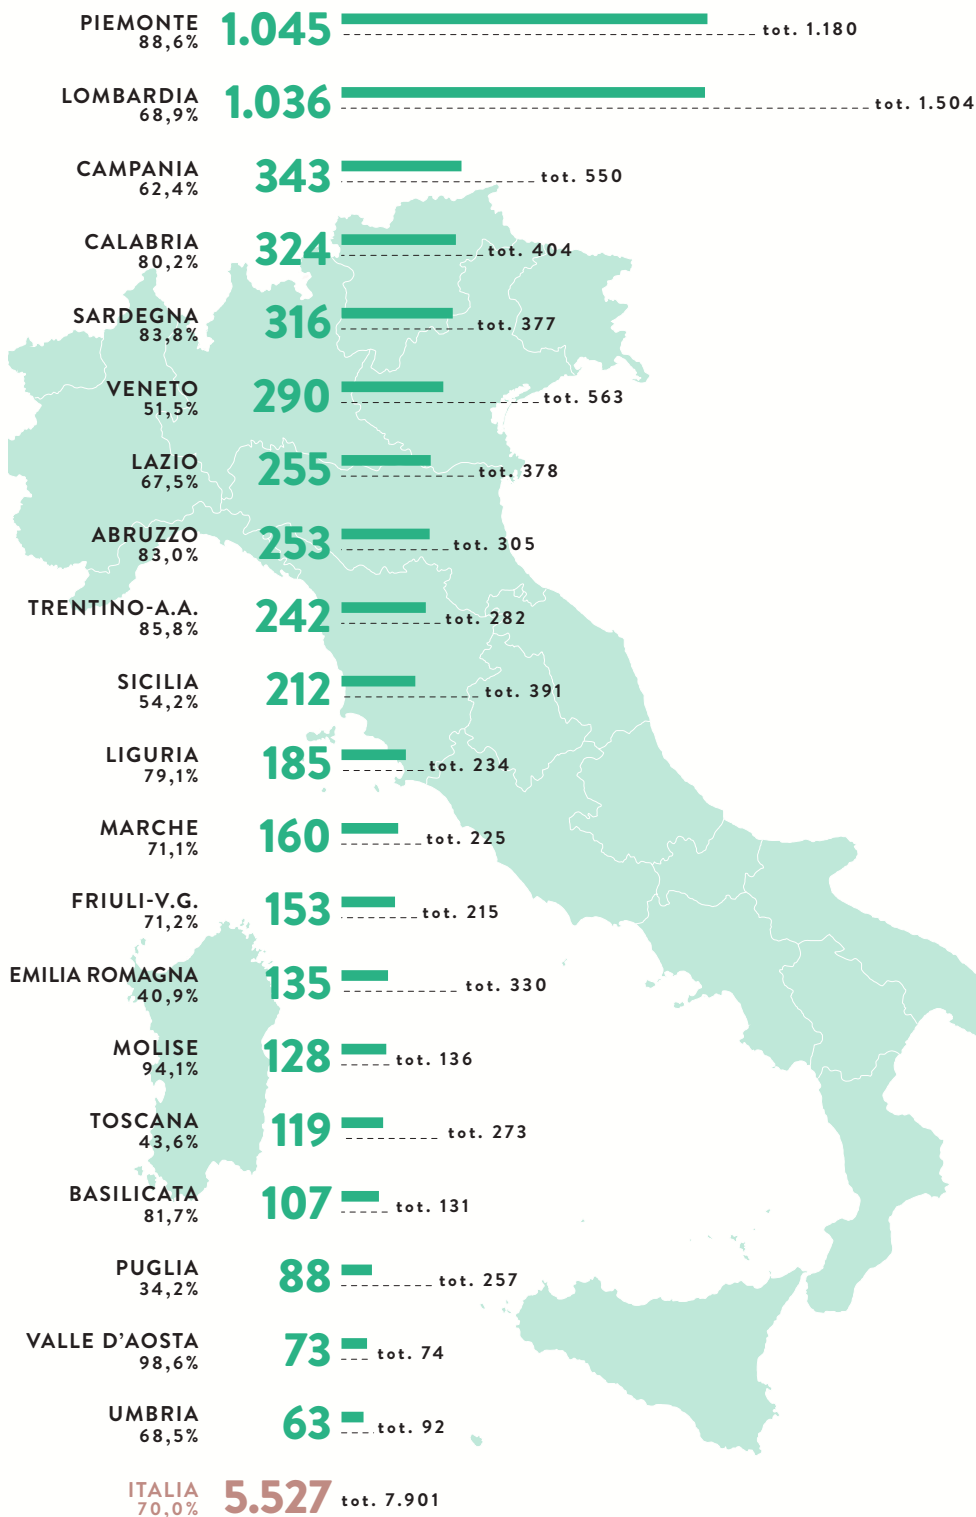 PIEMONTE 1.045 tot. 1.180
88,6%
LOMBARDIA 1.036 tot. 1.504
68,9%
CAMPANIA 343 tot. 550
62,4%
CALABRIA 324 tot. 404
80,2%
SARDEGNA 316 tot. 377
83,8%
VENETO 290 tot. 563
51,5%
LAZIO 255 tot. 378
67,5%
ABRUZZO 253 tot. 305
83,0%
TRENTINO-A.A. 242 tot. 282
85,8%
SICILIA 212 tot. 391
54,2%
LIGURIA 185 tot. 234
79,1%
MARCHE 160 tot. 225
71,1%
FRIULI-V.G. 153 tot. 215
71,2%
EMILIA ROMAGNA 135 tot. 330
40,9%
MOLISE 128 tot. 136
94,1%
TOSCANA 119 tot. 273
43,6%
BASILICATA 107 tot. 131
81,7%
PUGLIA 88 tot. 257
34,2%
VALLE D’AOSTA 73 tot. 74
98,6%
UMBRIA 63 tot. 92
68,5%
ITALIA 5.527 tot. 7.901
70,0%